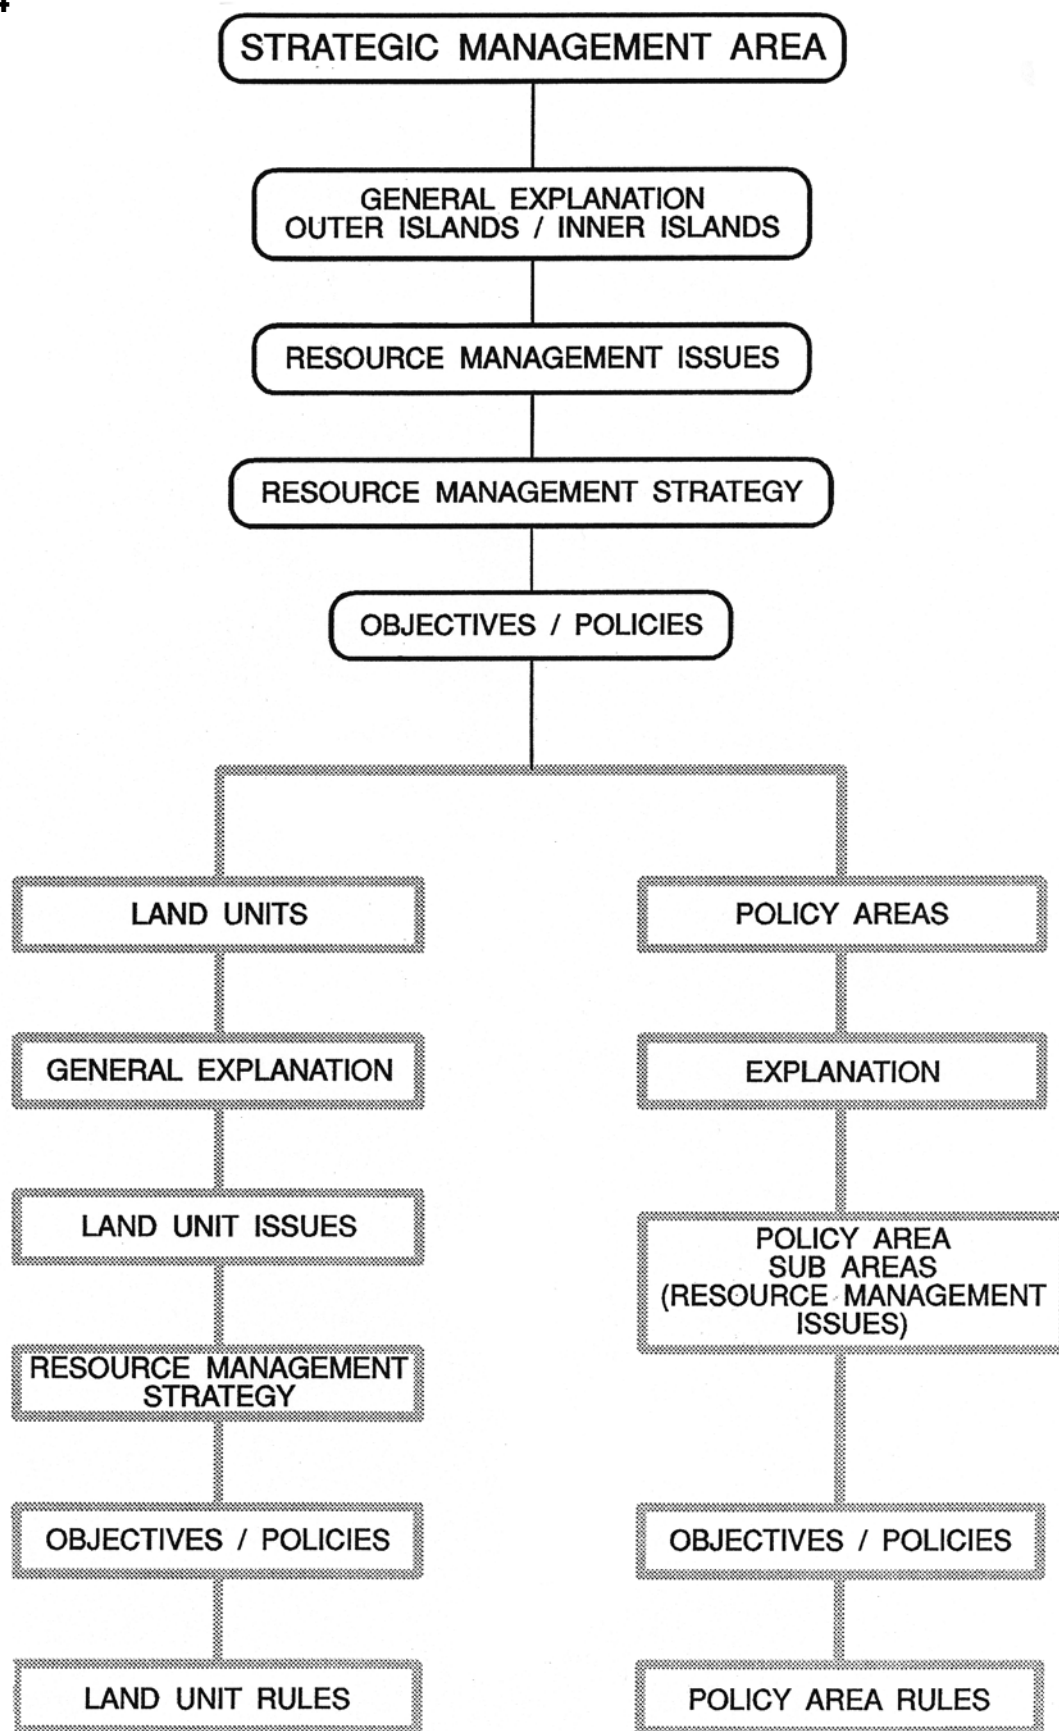 STRATEGIC MANAGEMENT AREA
GENERAL EXPLANATION
OUTER ISLANDS / INNER ISLANDS
RESOURCE MANAGEMENT ISSUES
RESOURCE MANAGEMENT STRATEGY
OBJECTIVES / POLICIES
LAND UNITS
GENERAL EXPLANATION
LAND UNIT ISSUES
RESOURCE MANAGEMENT
STRATEGY
OBJECTIVES / POLICIES
LAND UNIT RULES
POLICY AREAS
EXPLANATION
POLICY AREA
SUB AREAS
(RESOURCE MANAGEMENT
ISSUES)
OBJECTIVES / POLICIES
POLICY AREA RULES